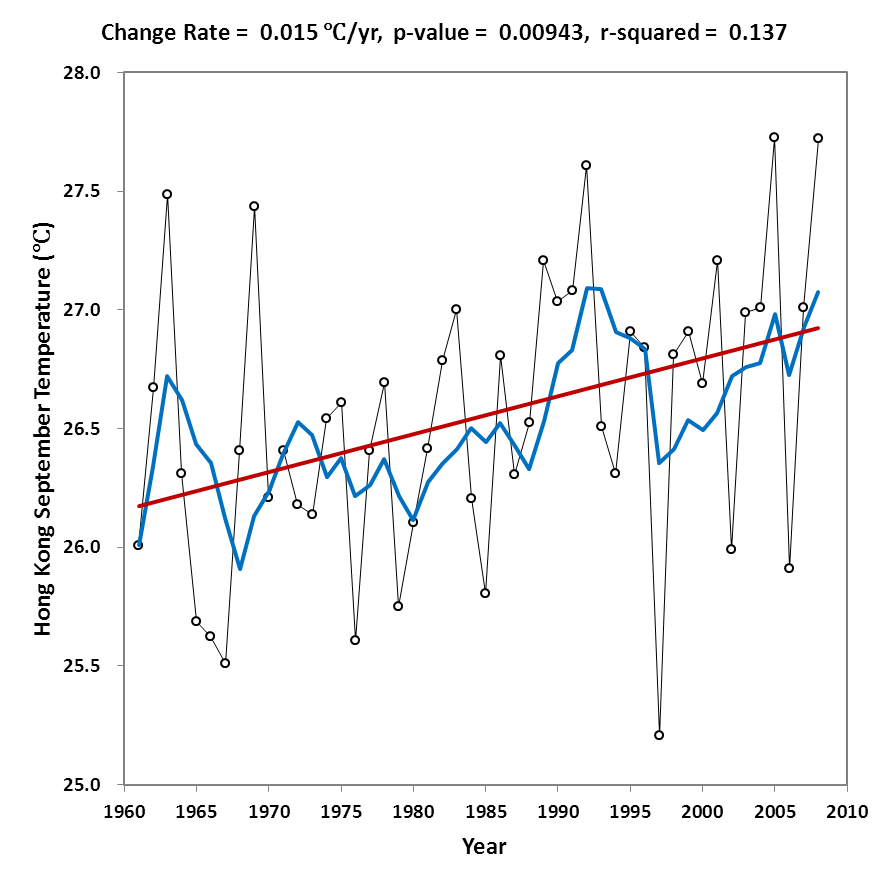 Change Rate = 0.015 ℃/yr, p-value = 0.00943, r-squared = 0.137
Hong Kong September Temperature (℃)
28.0
27.5
27.0
26.5
26.0
25.5
25.0
1960 1965 1970 1975 1980 1985 1990 1995 2000 2005 2010
Year